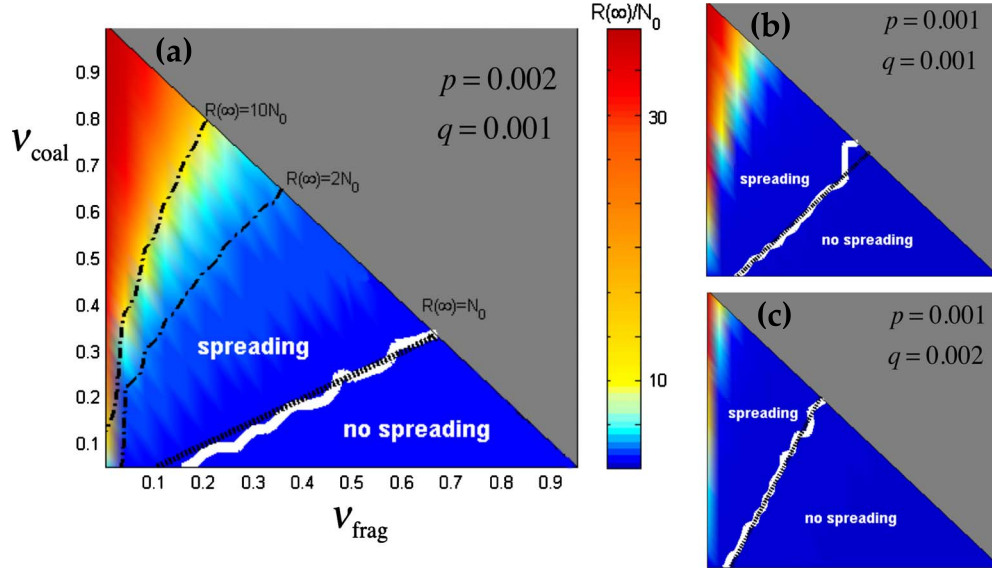 (a)
p = 0.002
q = 0.001
R(∞)=10N₀
R(∞)=2N₀
R(∞)=N₀
spreading
no spreading
ν_coal
0.9
0.8
0.7
0.6
0.5
0.4
0.3
0.2
0.1
0.1 0.2 0.3 0.4 0.5 0.6 0.7 0.8 0.9
ν_frag
R(∞)/N₀
30
10
(b)
p = 0.001
q = 0.001
spreading
no spreading
(c)
p = 0.001
q = 0.002
spreading
no spreading